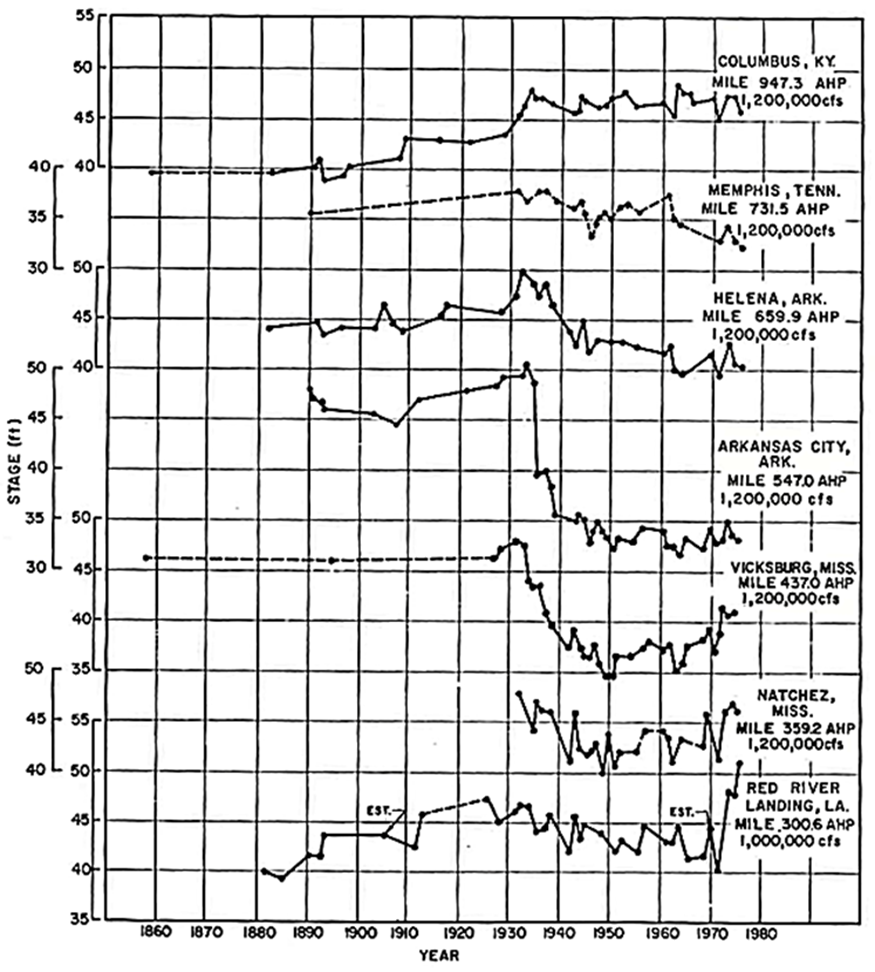 55
50
45
40
40
35
30
50
45
40
50
45
40
35
30
50
45
40
35
50
45
40
55
50
45
40
35
STAGE (ft)
COLUMBUS, KY.
MILE 947.3 AHP
1,200,000cfs
MEMPHIS, TENN.
MILE 731.5 AHP
1,200,000cfs
HELENA, ARK.
MILE 659.9 AHP
1,200,000cfs
ARKANSAS CITY,
ARK.
MILE 547.0 AHP
1,200,000 cfs
VICKSBURG, MISS.
MILE 437.0 AHP
1,200,000cfs
NATCHEZ,
MISS.
MILE 359.2 AHP
1,200,000cfs
RED RIVER
LANDING, LA.
MILE 300.6 AHP
1,000,000 cfs
EST.
EST.
1860 1870 1880 1890 1900 1910 1920 1930 1940 1950 1960 1970 1980
YEAR